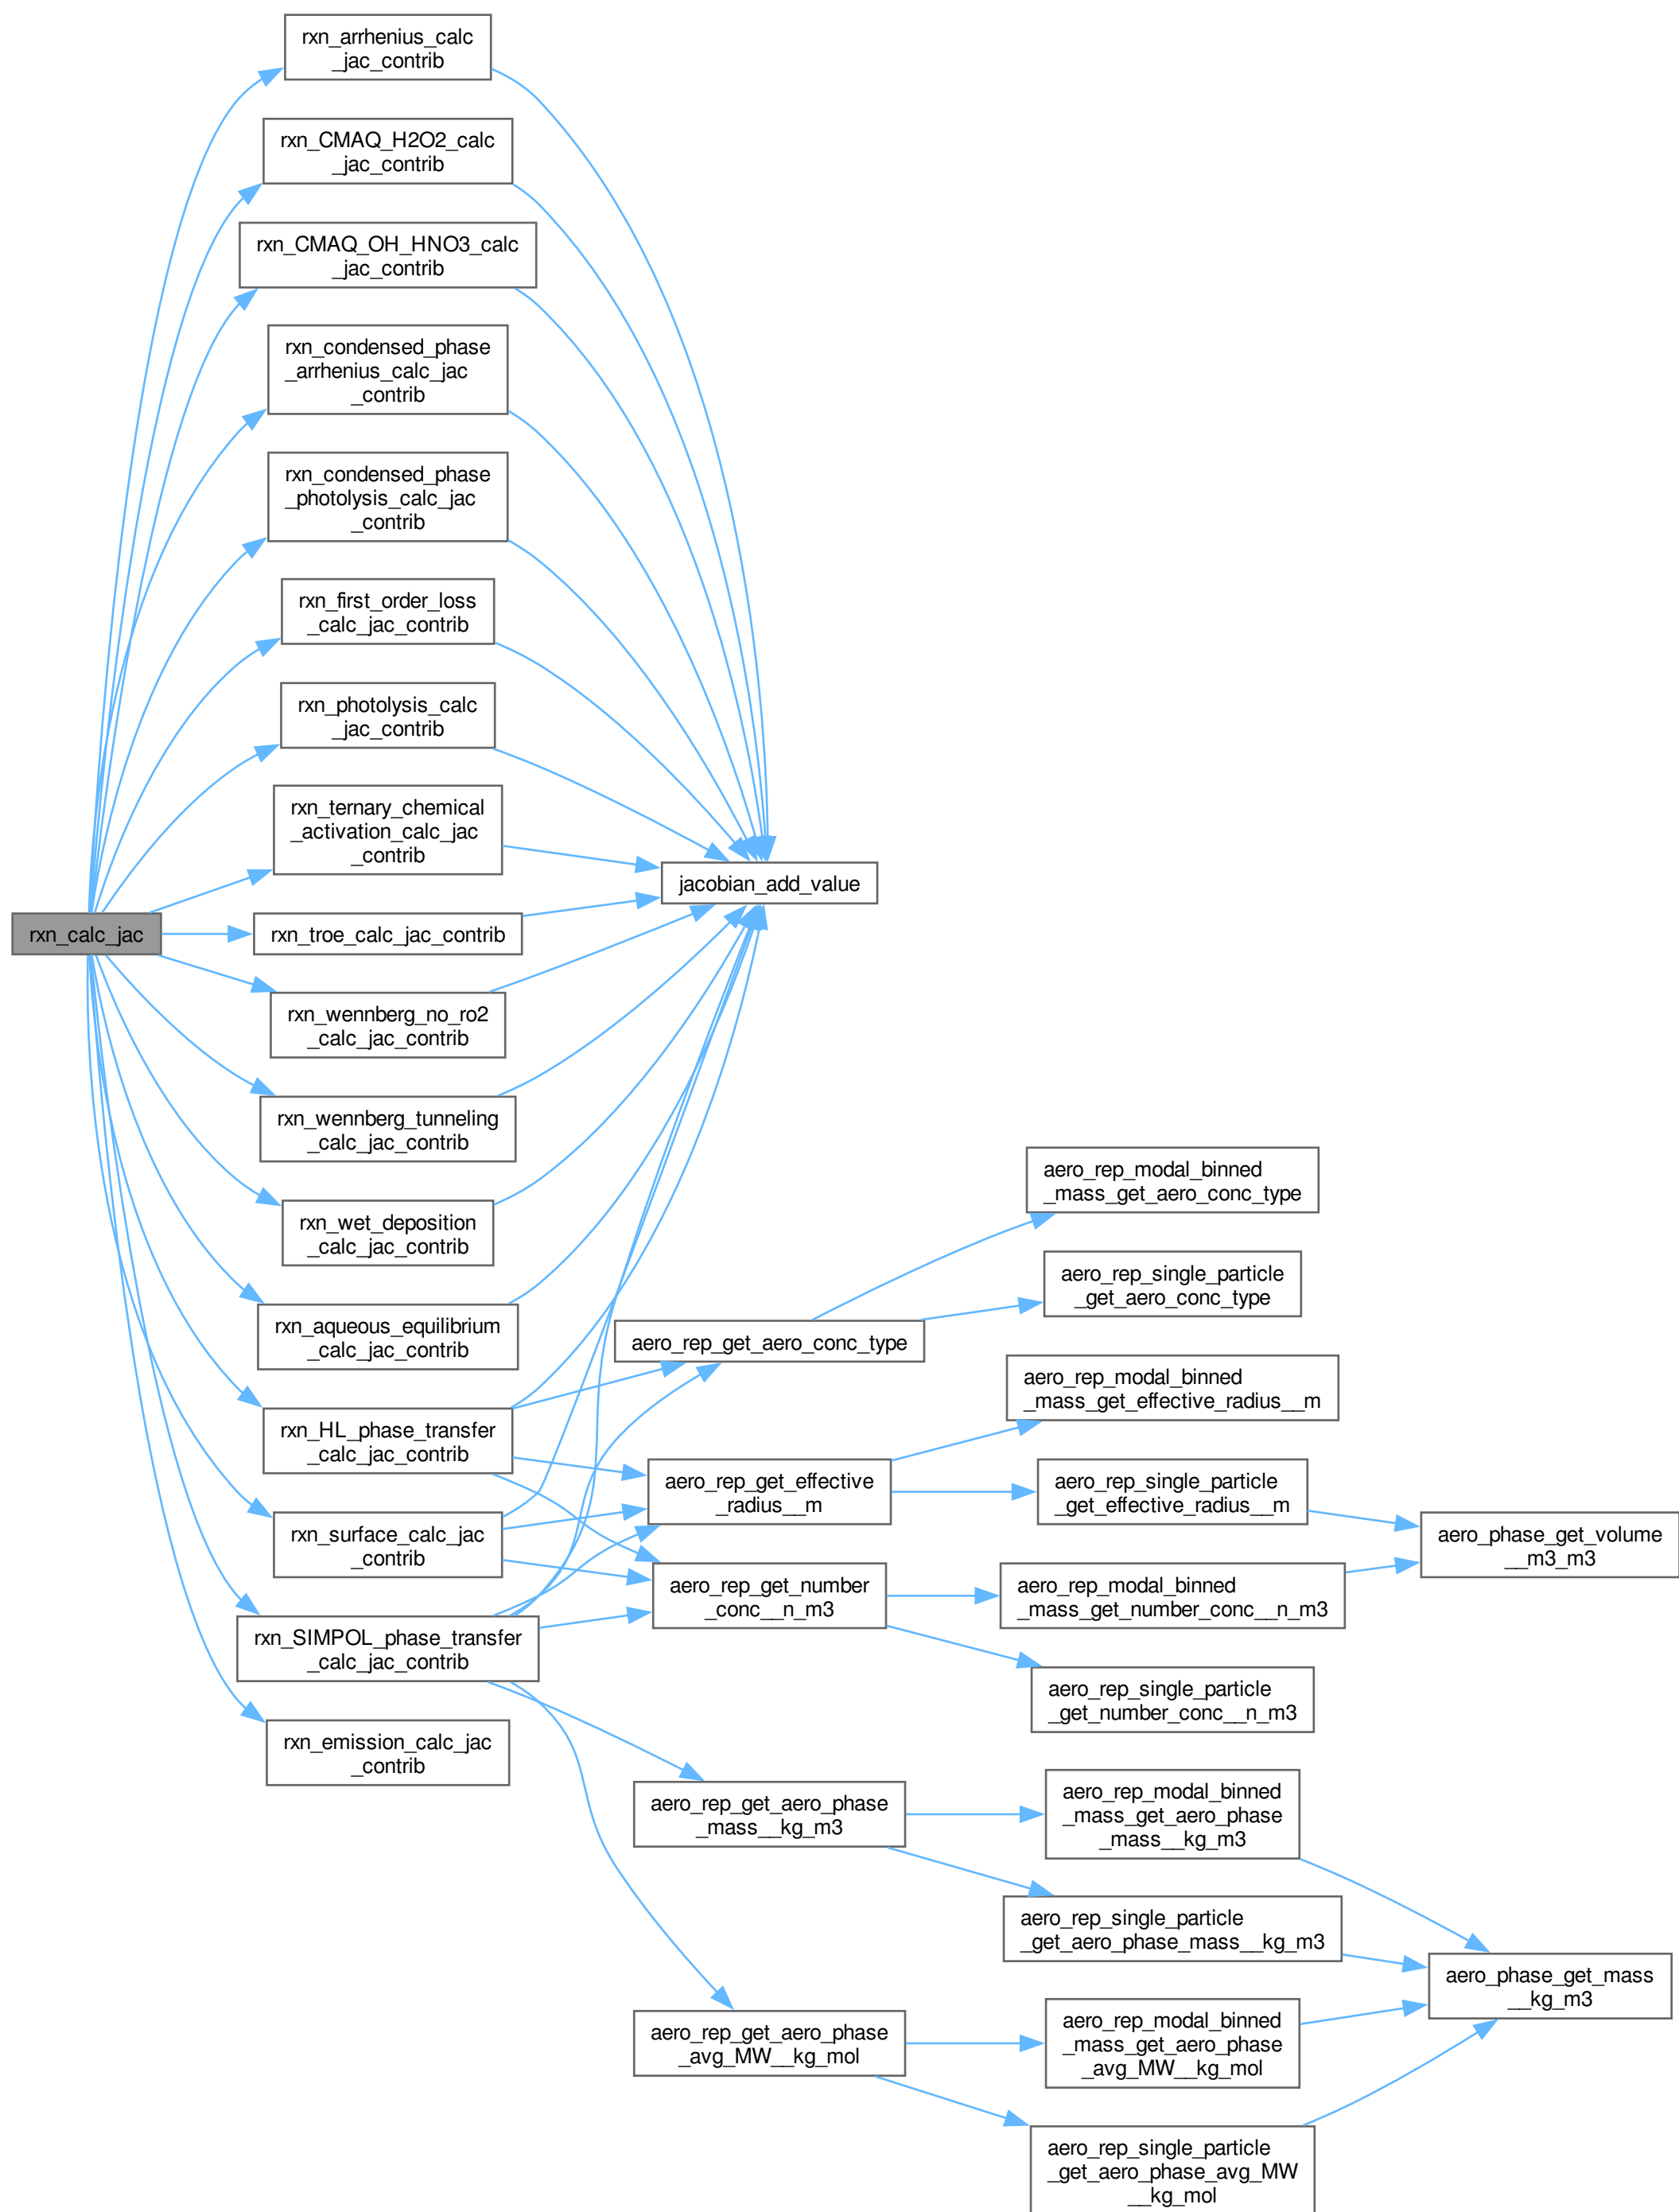 rxn_calc_jac
rxn_arrhenius_calc
_jac_contrib
rxn_CMAQ_H2O2_calc
_jac_contrib
rxn_CMAQ_OH_HNO3_calc
_jac_contrib
rxn_condensed_phase
_arrhenius_calc_jac
_contrib
rxn_condensed_phase
_photolysis_calc_jac
_contrib
rxn_first_order_loss
_calc_jac_contrib
rxn_photolysis_calc
_jac_contrib
rxn_ternary_chemical
_activation_calc_jac
_contrib
rxn_troe_calc_jac_contrib
rxn_wennberg_no_ro2
_calc_jac_contrib
rxn_wennberg_tunneling
_calc_jac_contrib
rxn_wet_deposition
_calc_jac_contrib
rxn_aqueous_equilibrium
_calc_jac_contrib
rxn_HL_phase_transfer
_calc_jac_contrib
rxn_surface_calc_jac
_contrib
rxn_SIMPOL_phase_transfer
_calc_jac_contrib
rxn_emission_calc_jac
_contrib
jacobian_add_value
aero_rep_get_aero_conc_type
aero_rep_get_effective
_radius__m
aero_rep_get_number
_conc__n_m3
aero_rep_get_aero_phase
_mass__kg_m3
aero_rep_get_aero_phase
_avg_MW__kg_mol
aero_rep_modal_binned
_mass_get_aero_conc_type
aero_rep_single_particle
_get_aero_conc_type
aero_rep_modal_binned
_mass_get_effective_radius__m
aero_rep_single_particle
_get_effective_radius__m
aero_rep_modal_binned
_mass_get_number_conc__n_m3
aero_rep_single_particle
_get_number_conc__n_m3
aero_rep_modal_binned
_mass_get_aero_phase
_mass__kg_m3
aero_rep_single_particle
_get_aero_phase_mass__kg_m3
aero_rep_modal_binned
_mass_get_aero_phase
_avg_MW__kg_mol
aero_rep_single_particle
_get_aero_phase_avg_MW
__kg_mol
aero_phase_get_volume
__m3_m3
aero_phase_get_mass
__kg_m3